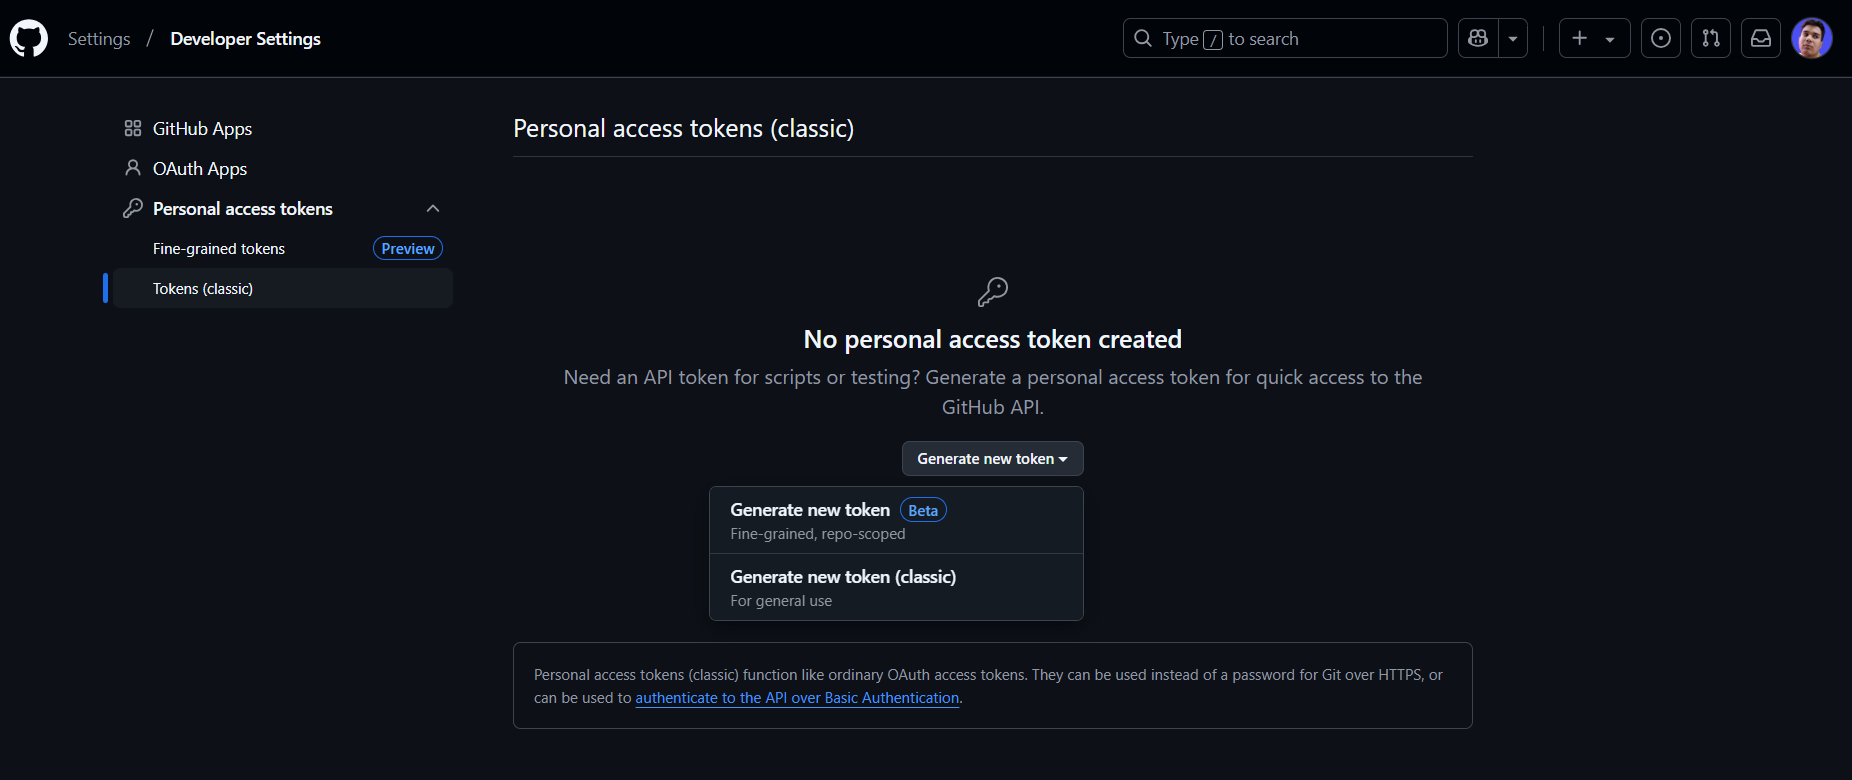 Settings / Developer Settings
Type / to search
GitHub Apps
OAuth Apps
Personal access tokens
Fine-grained tokens Preview
Tokens (classic)
Personal access tokens (classic)
No personal access token created
Need an API token for scripts or testing? Generate a personal access token for quick access to the
GitHub API.
Generate new token
Generate new token Beta
Fine-grained, repo-scoped
Generate new token (classic)
For general use
Personal access tokens (classic) function like ordinary OAuth access tokens. They can be used instead of a password for Git over HTTPS, or
can be used to authenticate to the API over Basic Authentication.